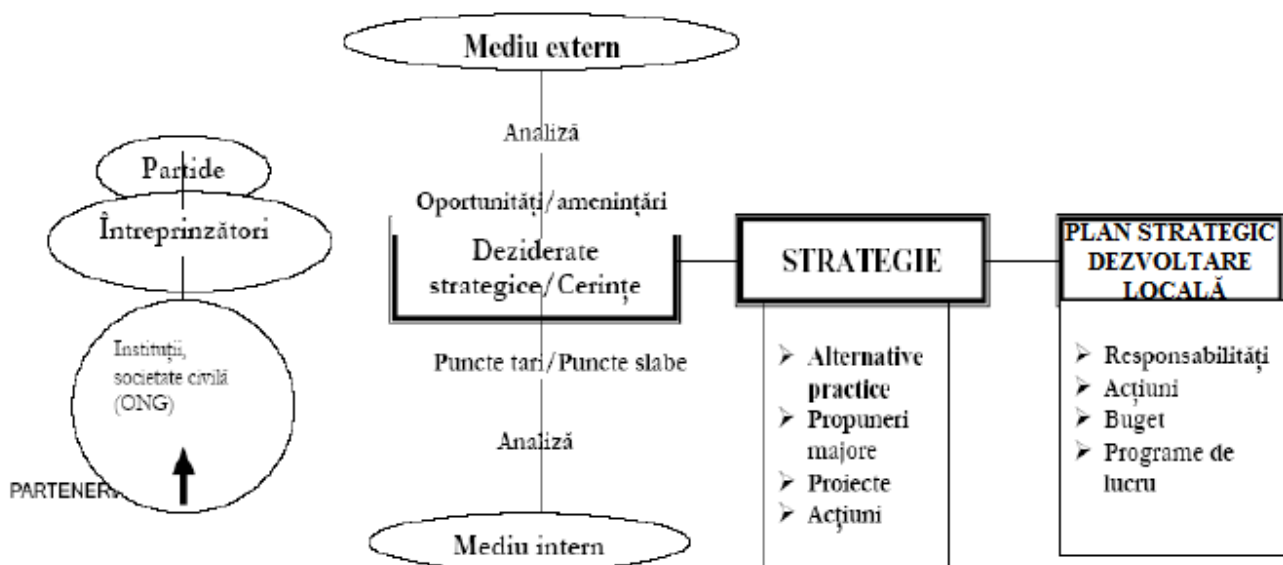 Mediu extern
Analiză
Partide
Întreprinzători
Instituții,
societate civilă
(ONG)
PARTENER
Oportunități/amenințări
Deziderate
strategice/Cerințe
Puncte tari/Puncte slabe
Analiză
Mediu intern
STRATEGIE
➢ Alternative
practice
➢ Propuneri
majore
➢ Proiecte
➢ Acțiuni
PLAN STRATEGIC
DEZVOLTARE
LOCALĂ
➢ Responsabilități
➢ Acțiuni
➢ Buget
➢ Programe de
lucru